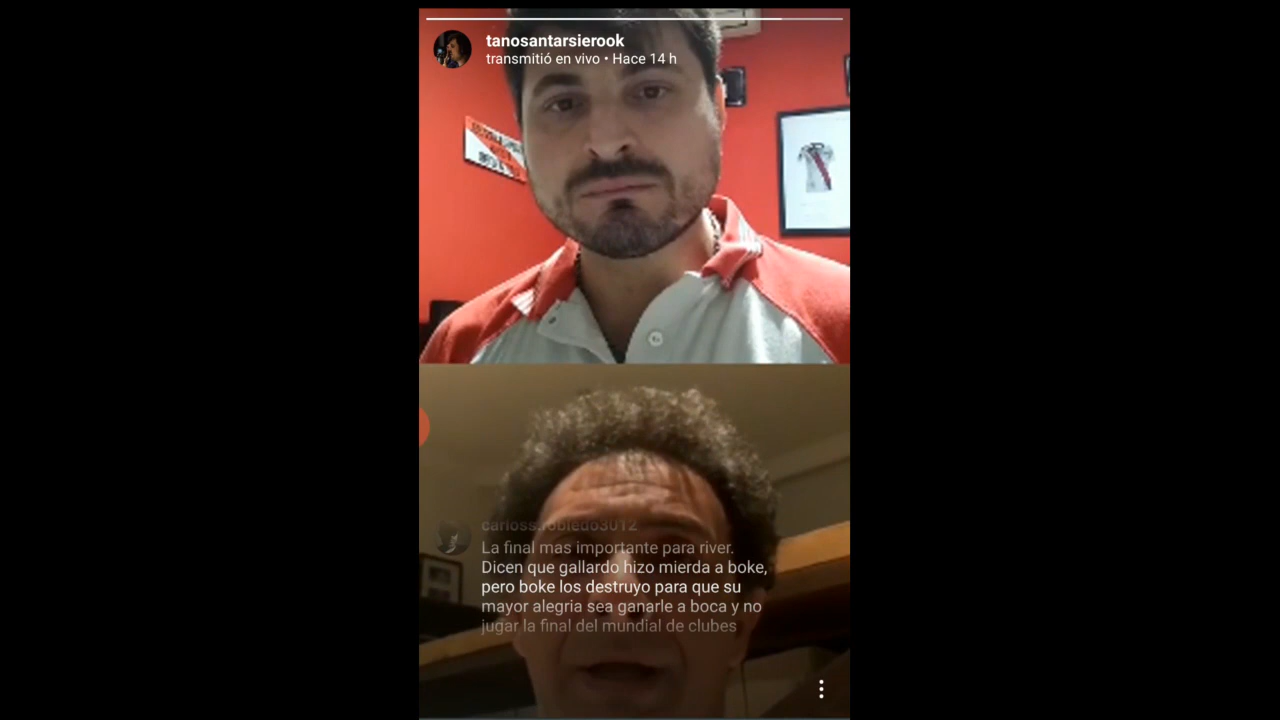 tanosantarsierook
transmitió en vivo • Hace 14 h
carloss.robledo3012
La final mas importante para river.
Dicen que gallardo hizo mierda a boke,
pero boke los destruyo para que su
mayor alegria sea ganarle a boca y no
jugar la final del mundial de clubes